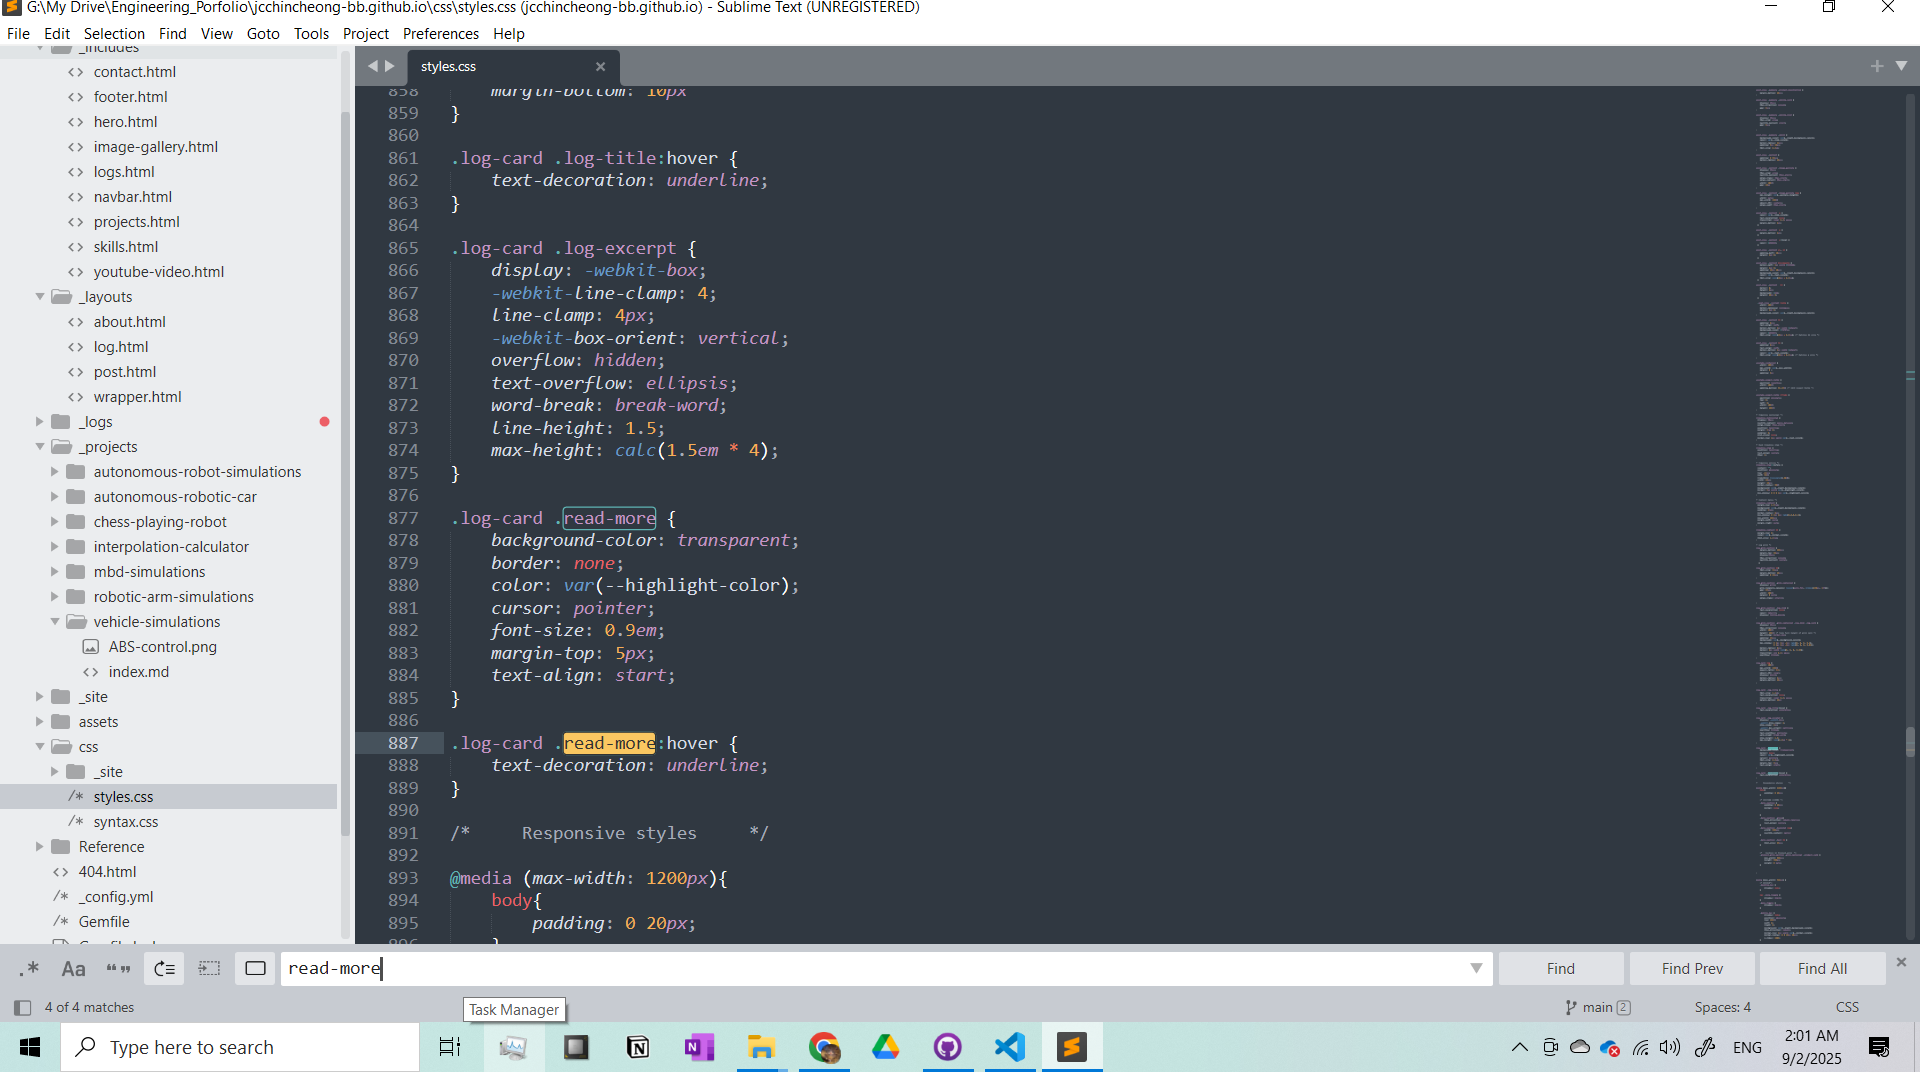 G:\My Drive\Engineering_Porfolio\jcchincheong-bb.github.io\css\styles.css (jcchincheong-bb.github.io) - Sublime Text (UNREGISTERED)
File Edit Selection Find View Goto Tools Project Preferences Help
_includes
contact.html
footer.html
hero.html
image-gallery.html
logs.html
navbar.html
projects.html
skills.html
youtube-video.html
_layouts
about.html
log.html
post.html
wrapper.html
_logs
_projects
autonomous-robot-simulations
autonomous-robotic-car
chess-playing-robot
interpolation-calculator
mbd-simulations
robotic-arm-simulations
vehicle-simulations
ABS-control.png
index.md
_site
assets
css
_site
/* styles.css
/* syntax.css
Reference
404.html
/* _config.yml
/* Gemfile
styles.css
858 margin-bottom: 10px
859 }
860
861 .log-card .log-title:hover {
862 text-decoration: underline;
863 }
864
865 .log-card .log-excerpt {
866 display: -webkit-box;
867 -webkit-line-clamp: 4;
868 line-clamp: 4px;
869 -webkit-box-orient: vertical;
870 overflow: hidden;
871 text-overflow: ellipsis;
872 word-break: break-word;
873 line-height: 1.5;
874 max-height: calc(1.5em * 4);
875 }
876
877 .log-card .read-more {
878 background-color: transparent;
879 border: none;
880 color: var(--highlight-color);
881 cursor: pointer;
882 font-size: 0.9em;
883 margin-top: 5px;
884 text-align: start;
885 }
886
887 .log-card .read-more:hover {
888 text-decoration: underline;
889 }
890
891 /* Responsive styles */
892
893 @media (max-width: 1200px){
894 body{
895 padding: 0 20px;
896 }
.* Aa “” read-more Find Find Prev Find All
4 of 4 matches main 2 Spaces: 4 CSS
Task Manager
Type here to search ENG 2:01 AM
9/2/2025